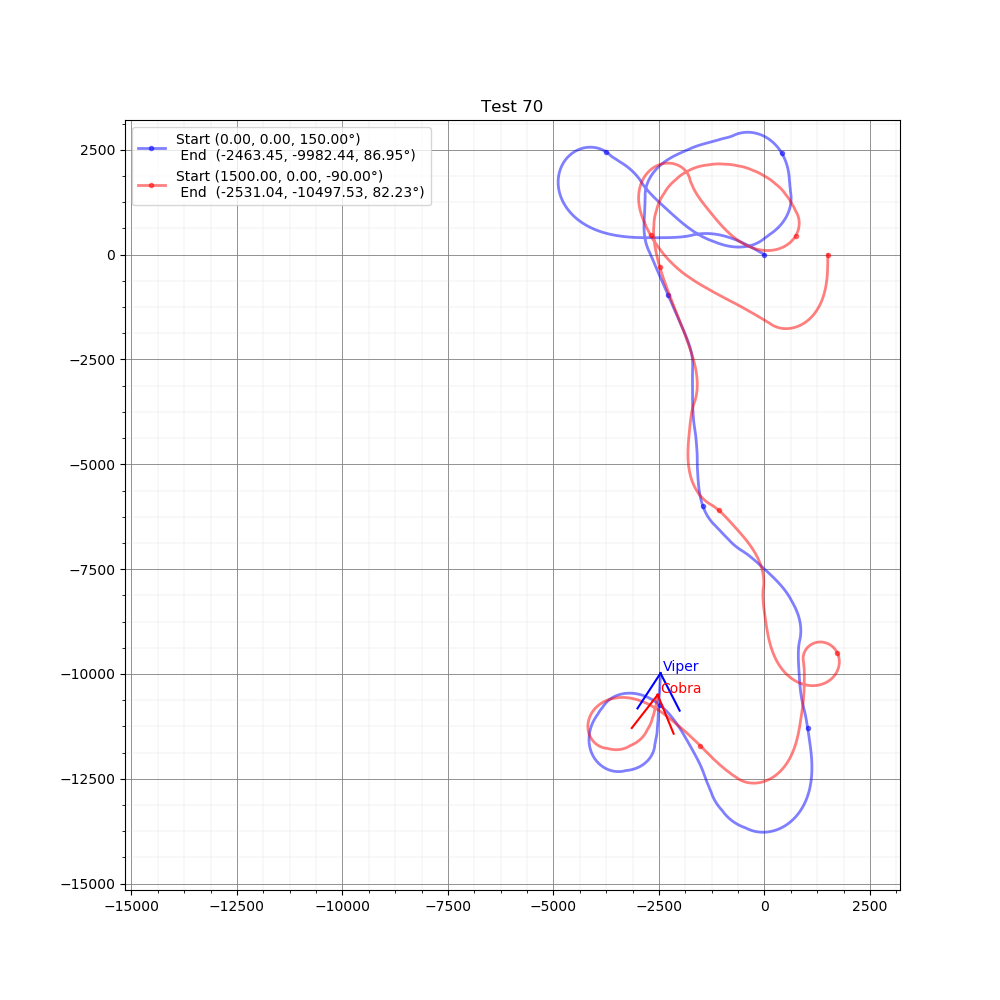 Test 70
Start (0.00, 0.00, 150.00°)
End  (-2463.45, -9982.44, 86.95°)
Start (1500.00, 0.00, -90.00°)
End  (-2531.04, -10497.53, 82.23°)
2500
0
−2500
−5000
−7500
−10000
−12500
−15000
Viper
Cobra
−15000 −12500 −10000 −7500 −5000 −2500 0 2500